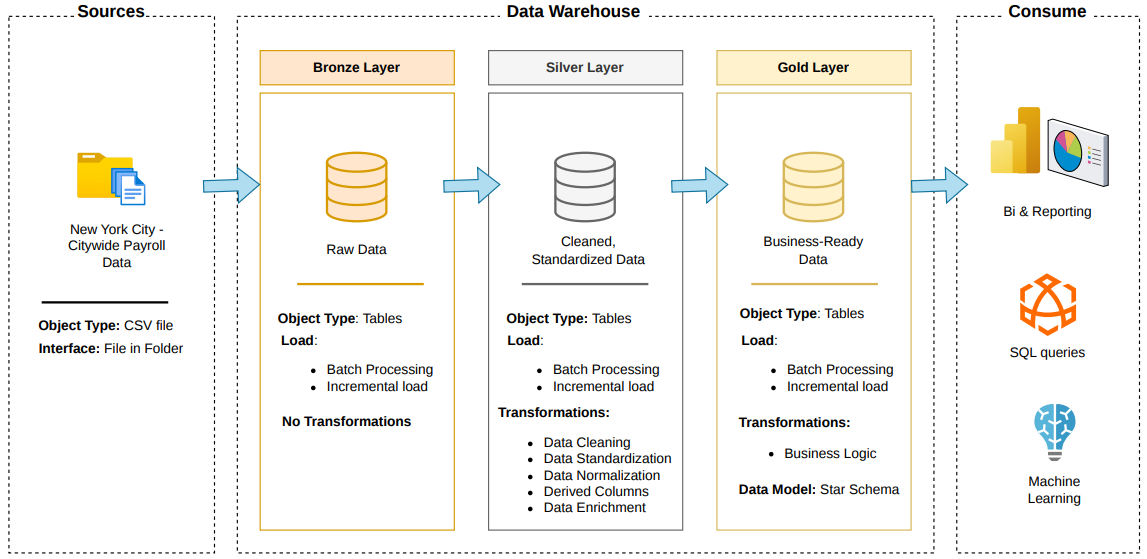 Sources
New York City -
Citywide Payroll
Data
Object Type: CSV file
Interface: File in Folder
Data Warehouse
Bronze Layer
Raw Data
Object Type: Tables
Load:
• Batch Processing
• Incremental load
No Transformations
Silver Layer
Cleaned,
Standardized Data
Object Type: Tables
Load:
• Batch Processing
• Incremental load
Transformations:
• Data Cleaning
• Data Standardization
• Data Normalization
• Derived Columns
• Data Enrichment
Gold Layer
Business-Ready
Data
Object Type: Tables
Load:
• Batch Processing
• Incremental load
Transformations:
• Business Logic
Data Model: Star Schema
Consume
Bi & Reporting
SQL queries
Machine
Learning